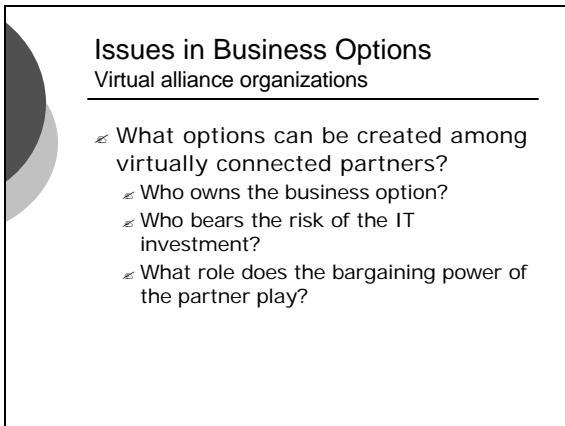 Issues in Business Options
Virtual alliance organizations
What options can be created among
virtually connected partners?
Who owns the business option?
Who bears the risk of the IT
investment?
What role does the bargaining power of
the partner play?